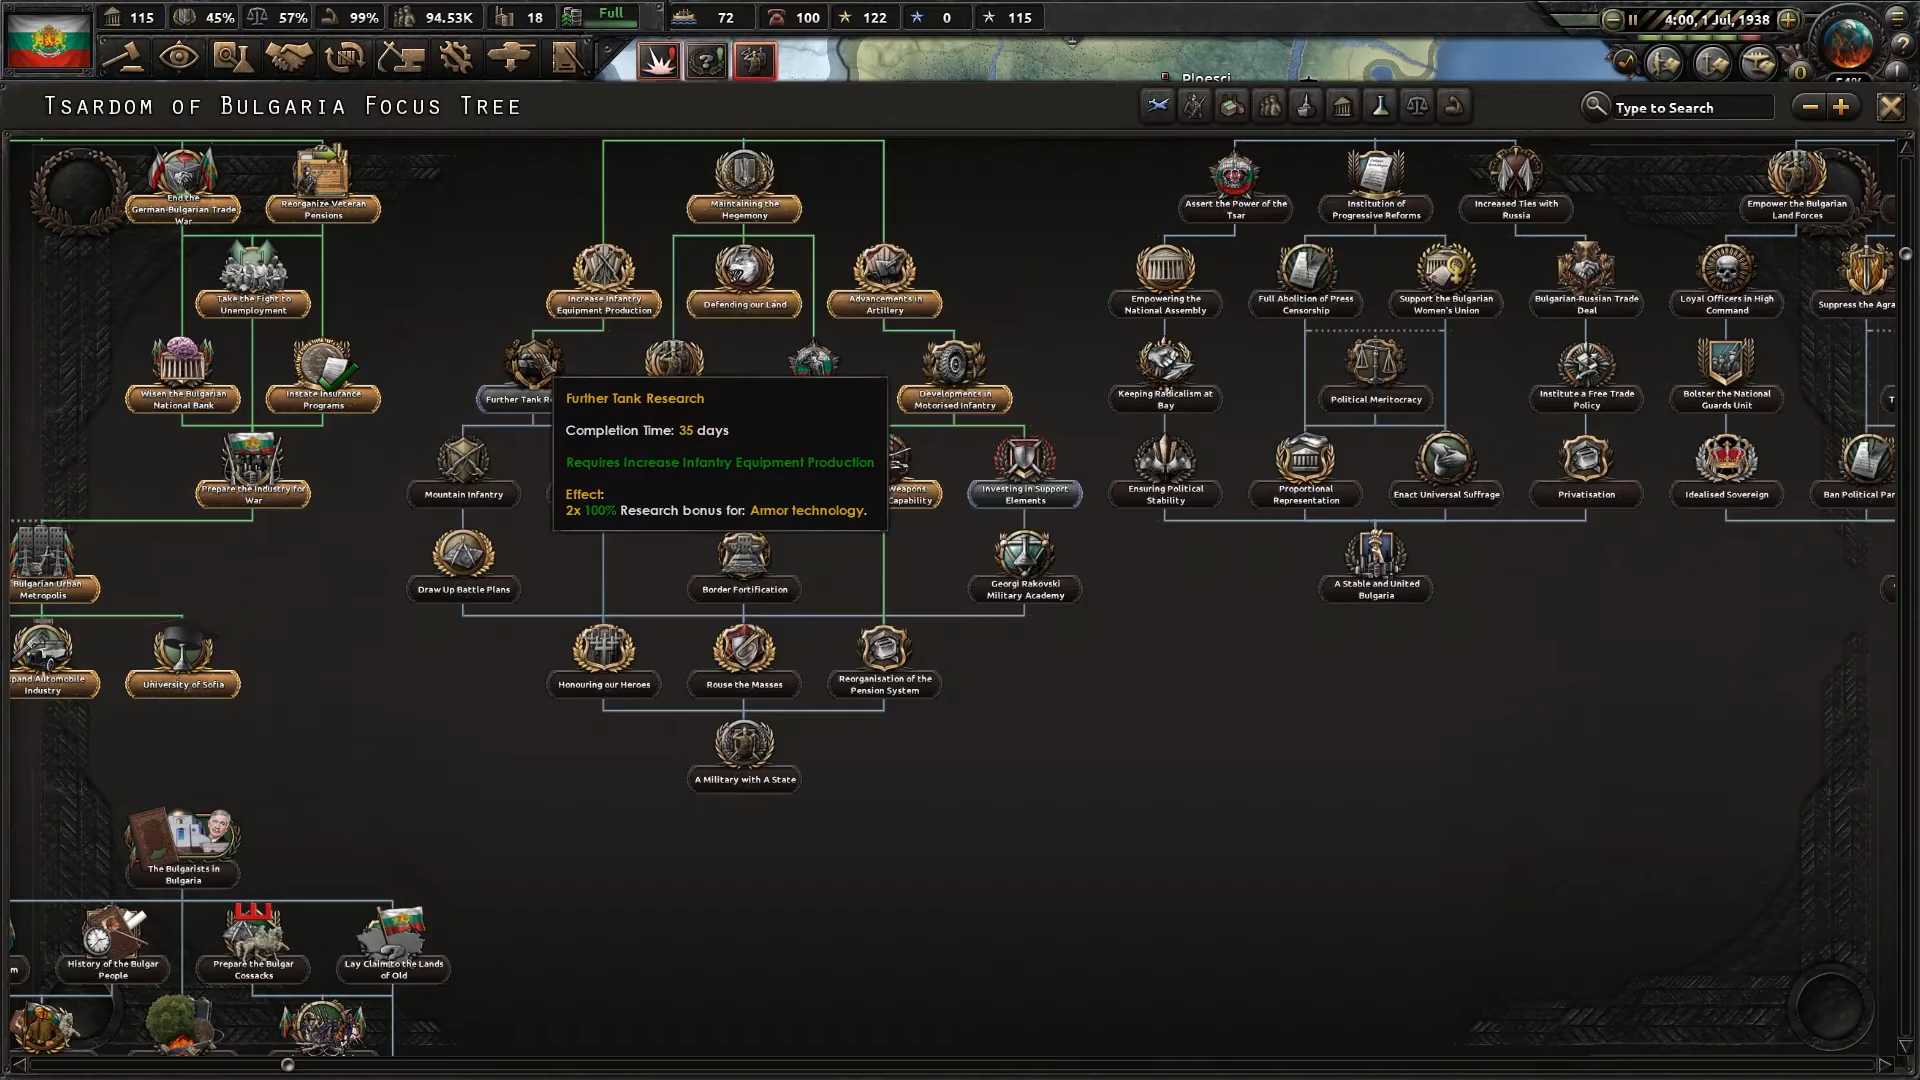 115
45%
57%
99%
94.53K
18
Full
72
100
122
0
115
4:00, 1 Jul, 1938
0
Ploesci
Tsardom of Bulgaria Focus Tree
Type to Search
End the
German-Bulgarian Trade
War
Reorganize Veteran
Pensions
Maintaining the
Hegemony
Assert the Power of the
Tsar
Institution of
Progressive Reforms
Increased Ties with
Russia
Empower the Bulgarian
Land Forces
Take the Fight to
Unemployment
Increase Infantry
Equipment Production
Defending our Land
Advancements in
Artillery
Empowering the
National Assembly
Full Abolition of Press
Censorship
Support the Bulgarian
Women's Union
Bulgarian-Russian Trade
Deal
Loyal Officers in High
Command
Suppress the Agra
Wisen the Bulgarian
National Bank
Instate Insurance
Programs
Further Tank Re
Developments in
Motorised Infantry
Keeping Radicalism at
Bay
Political Meritocracy
Institute a Free Trade
Policy
Bolster the National
Guards Unit
Further Tank Research
Completion Time: 35 days
Requires Increase Infantry Equipment Production
Effect:
2x 100% Research bonus for: Armor technology.
Prepare the Industry for
War
Mountain Infantry
Weapons
Capability
Investing in Support
Elements
Ensuring Political
Stability
Proportional
Representation
Enact Universal Suffrage
Privatisation
Idealised Sovereign
Ban Political Par
Bulgarian Urban
Metropolis
Draw Up Battle Plans
Border Fortification
Georgi Rakovski
Military Academy
A Stable and United
Bulgaria
pand Automobile
Industry
University of Sofia
Honouring our Heroes
Rouse the Masses
Reorganisation of the
Pension System
A Military with A State
The Bulgarists in
Bulgaria
m
History of the Bulgar
People
Prepare the Bulgar
Cossacks
Lay Claim to the Lands
of Old